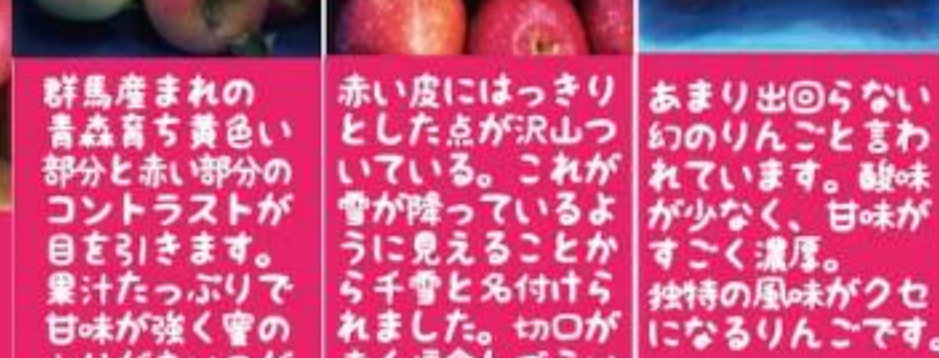 群馬産まれの
青森育ち黄色い
部分と赤い部分の
コントラストが
目を引きます。
果汁たっぷりで
甘味が強く蜜の
赤い皮にはっきり
とした点が沢山つ
いている。これが
雪が降っているよ
うに見えることか
ら千雪と名付けら
れました。切口が
あまり出回らない
幻のりんごと言わ
れています。酸味
が少なく、甘味が
すごく濃厚。
独特の風味がクセ
になるりんごです。